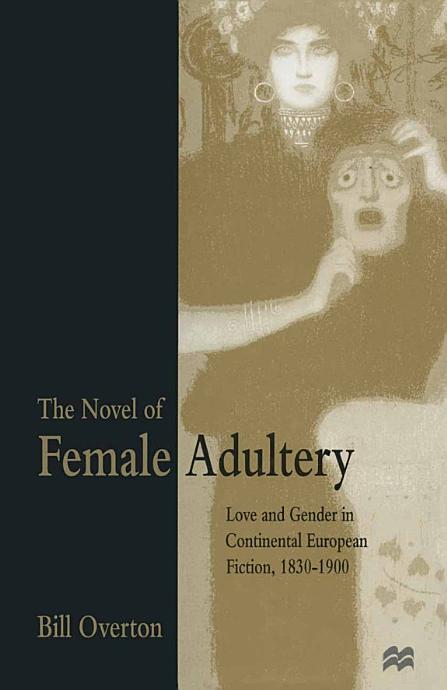 The Novel of
Female Adultery
Love and Gender in
Continental European
Fiction, 1830-1900
Bill Overton